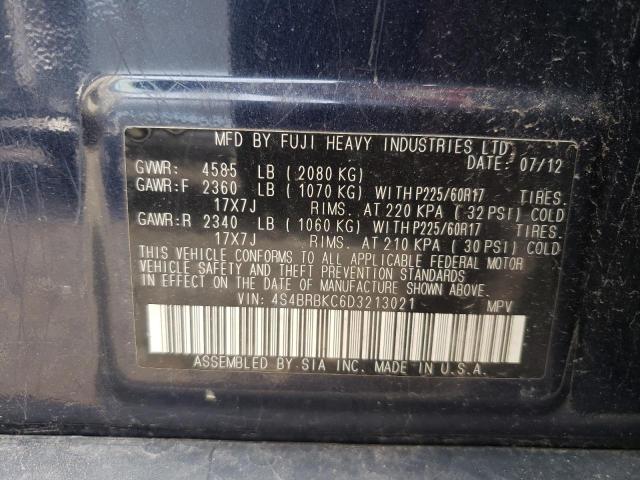 MFD BY FUJI HEAVY INDUSTRIES LTD
DATE: 07/12
GVWR: 4585 LB ( 2080 KG)
GAWR:F 2360 LB ( 1070 KG) WITH P225/60R17 TIRES.
17X7J RIMS. AT 220 KPA ( 32 PSI) COLD
GAWR:R 2340 LB ( 1060 KG) WITH P225/60R17 TIRES.
17X7J RIMS. AT 210 KPA ( 30 PSI) COLD
THIS VEHICLE CONFORMS TO ALL APPLICABLE FEDERAL MOTOR
VEHICLE SAFETY AND THEFT PREVENTION STANDARDS
IN EFFECT ON THE DATE OF MANUFACTURE SHOWN ABOVE.
VIN: 4S4BRBKC6D3213021 MPV
ASSEMBLED BY SIA INC. MADE IN U.S.A.